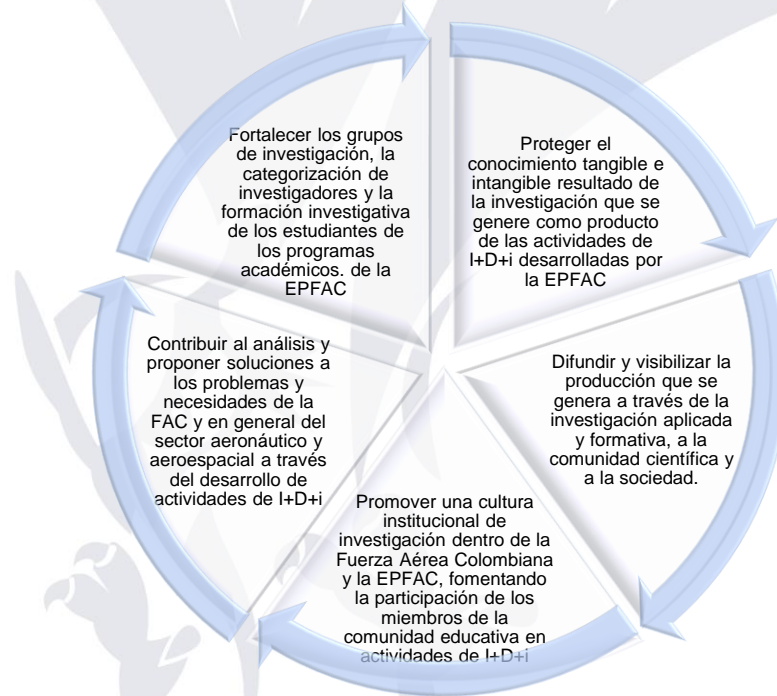 Fortalecer los grupos
de investigación, la
categorización de
investigadores y la
formación investigativa
de los estudiantes de
los programas
académicos. de la
EPFAC
Proteger el
conocimiento tangible e
intangible resultado de
la investigación que se
genere como producto
de las actividades de
I+D+i desarrolladas por
la EPFAC
Difundir y visibilizar la
producción que se
genera a través de la
investigación aplicada
y formativa, a la
comunidad científica y
a la sociedad.
Promover una cultura
institucional de
investigación dentro de la
Fuerza Aérea Colombiana
y la EPFAC, fomentando
la participación de los
miembros de la
comunidad educativa en
actividades de I+D+i
Contribuir al análisis y
proponer soluciones a
los problemas y
necesidades de la
FAC y en general del
sector aeronáutico y
aeroespacial a través
del desarrollo de
actividades de I+D+i